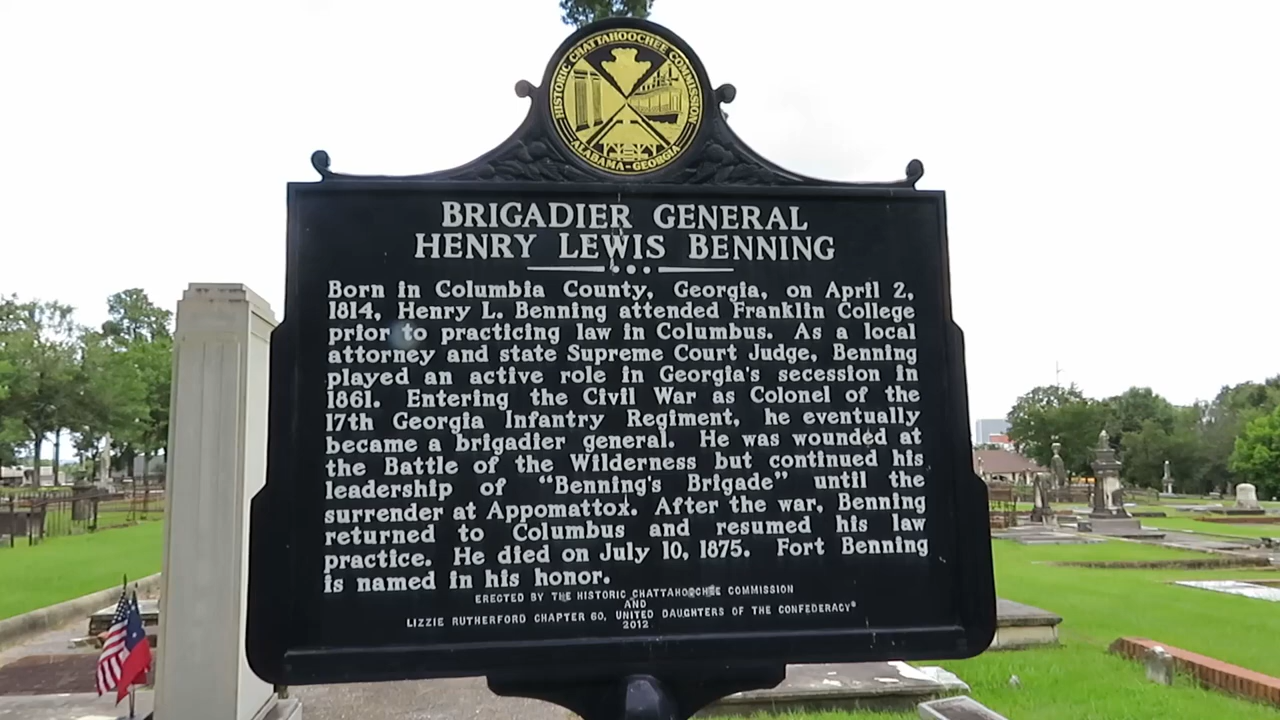 HISTORIC CHATTAHOOCHEE COMMISSION
ALABAMA-GEORGIA
BRIGADIER GENERAL
HENRY LEWIS BENNING
Born in Columbia County, Georgia, on April 2,
1814, Henry L. Benning attended Franklin College
prior to practicing law in Columbus. As a local
attorney and state Supreme Court Judge, Benning
played an active role in Georgia's secession in
1861. Entering the Civil War as Colonel of the
17th Georgia Infantry Regiment, he eventually
became a brigadier general. He was wounded at
the Battle of the Wilderness but continued his
leadership of "Benning's Brigade" until the
surrender at Appomattox. After the war, Benning
returned to Columbus and resumed his law
practice. He died on July 10, 1875. Fort Benning
is named in his honor.
ERECTED BY THE HISTORIC CHATTAHOOCHEE COMMISSION
AND
LIZZIE RUTHERFORD CHAPTER 60, UNITED DAUGHTERS OF THE CONFEDERACY®
2012